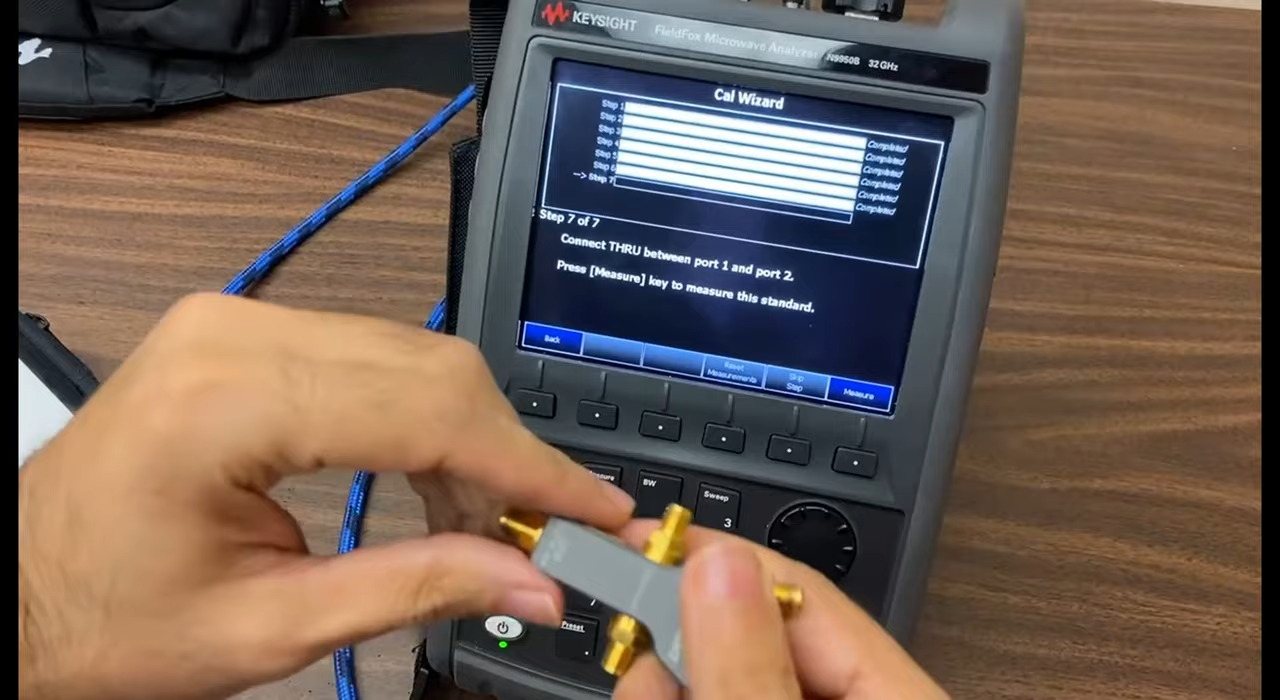 KEYSIGHT
FieldFox Microwave Analyzer N9950B 32 GHz
Cal Wizard
Step 1 Completed
Step 2 Completed
Step 3 Completed
Step 4 Completed
Step 5 Completed
Step 6 Completed
--> Step 7
Step 7 of 7
Connect THRU between port 1 and port 2.
Press [Measure] key to measure this standard.
Back
Reset
Measurements
Skip
Step
Measure
BW
Sweep
3
Preset